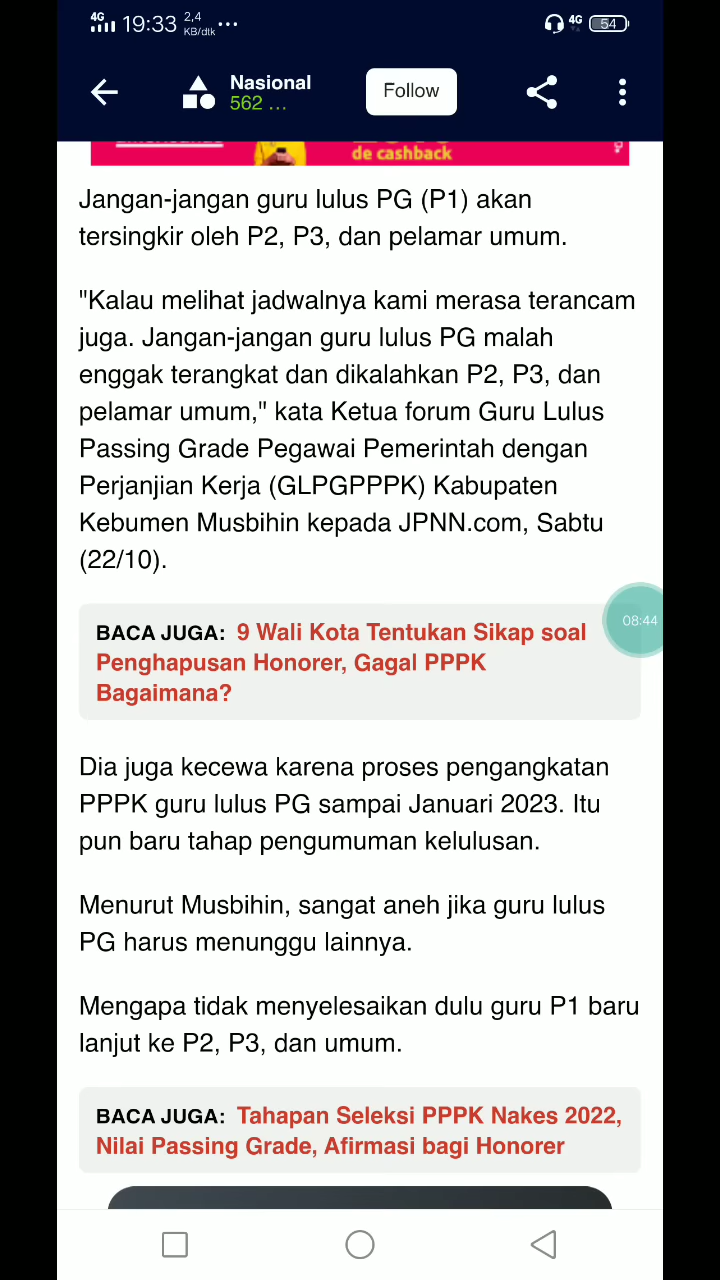 4G 19:33 2,4 KB/dtk ... 4G 54
Nasional
562 ...
Follow
de cashback
Jangan-jangan guru lulus PG (P1) akan
tersingkir oleh P2, P3, dan pelamar umum.
"Kalau melihat jadwalnya kami merasa terancam
juga. Jangan-jangan guru lulus PG malah
enggak terangkat dan dikalahkan P2, P3, dan
pelamar umum," kata Ketua forum Guru Lulus
Passing Grade Pegawai Pemerintah dengan
Perjanjian Kerja (GLPGPPPK) Kabupaten
Kebumen Musbihin kepada JPNN.com, Sabtu
(22/10).
08:44
BACA JUGA: 9 Wali Kota Tentukan Sikap soal
Penghapusan Honorer, Gagal PPPK
Bagaimana?
Dia juga kecewa karena proses pengangkatan
PPPK guru lulus PG sampai Januari 2023. Itu
pun baru tahap pengumuman kelulusan.
Menurut Musbihin, sangat aneh jika guru lulus
PG harus menunggu lainnya.
Mengapa tidak menyelesaikan dulu guru P1 baru
lanjut ke P2, P3, dan umum.
BACA JUGA: Tahapan Seleksi PPPK Nakes 2022,
Nilai Passing Grade, Afirmasi bagi Honorer